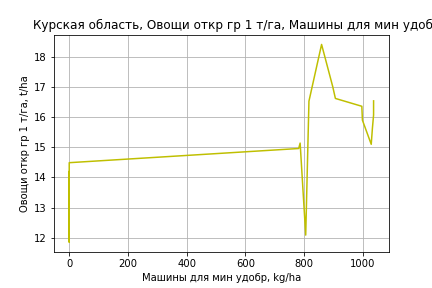 Курская область, Овощи откр гр 1 т/га, Машины для мин удоб
18
17
16
15
14
13
12
Овощи откр гр 1 т/га, t/ha
0 200 400 600 800 1000
Машины для мин удобр, kg/ha